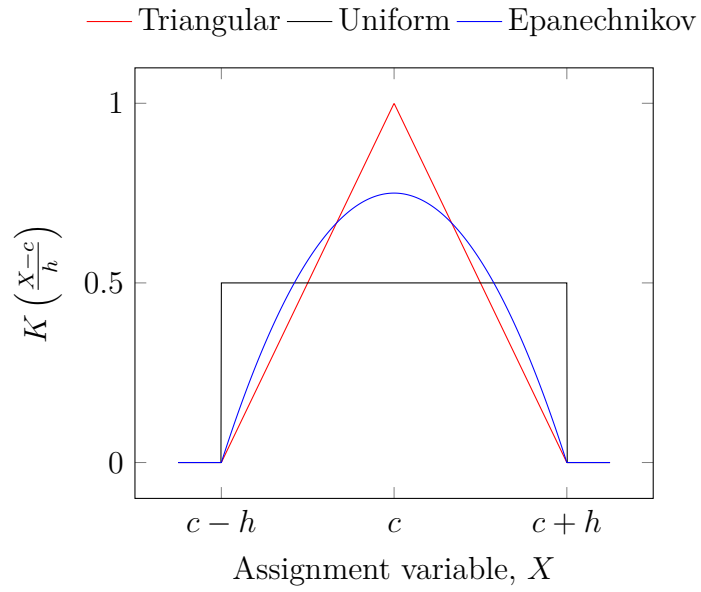 Triangular Uniform Epanechnikov
1
0.5
0
K ((X−c)/h)
c − h c c + h
Assignment variable, X